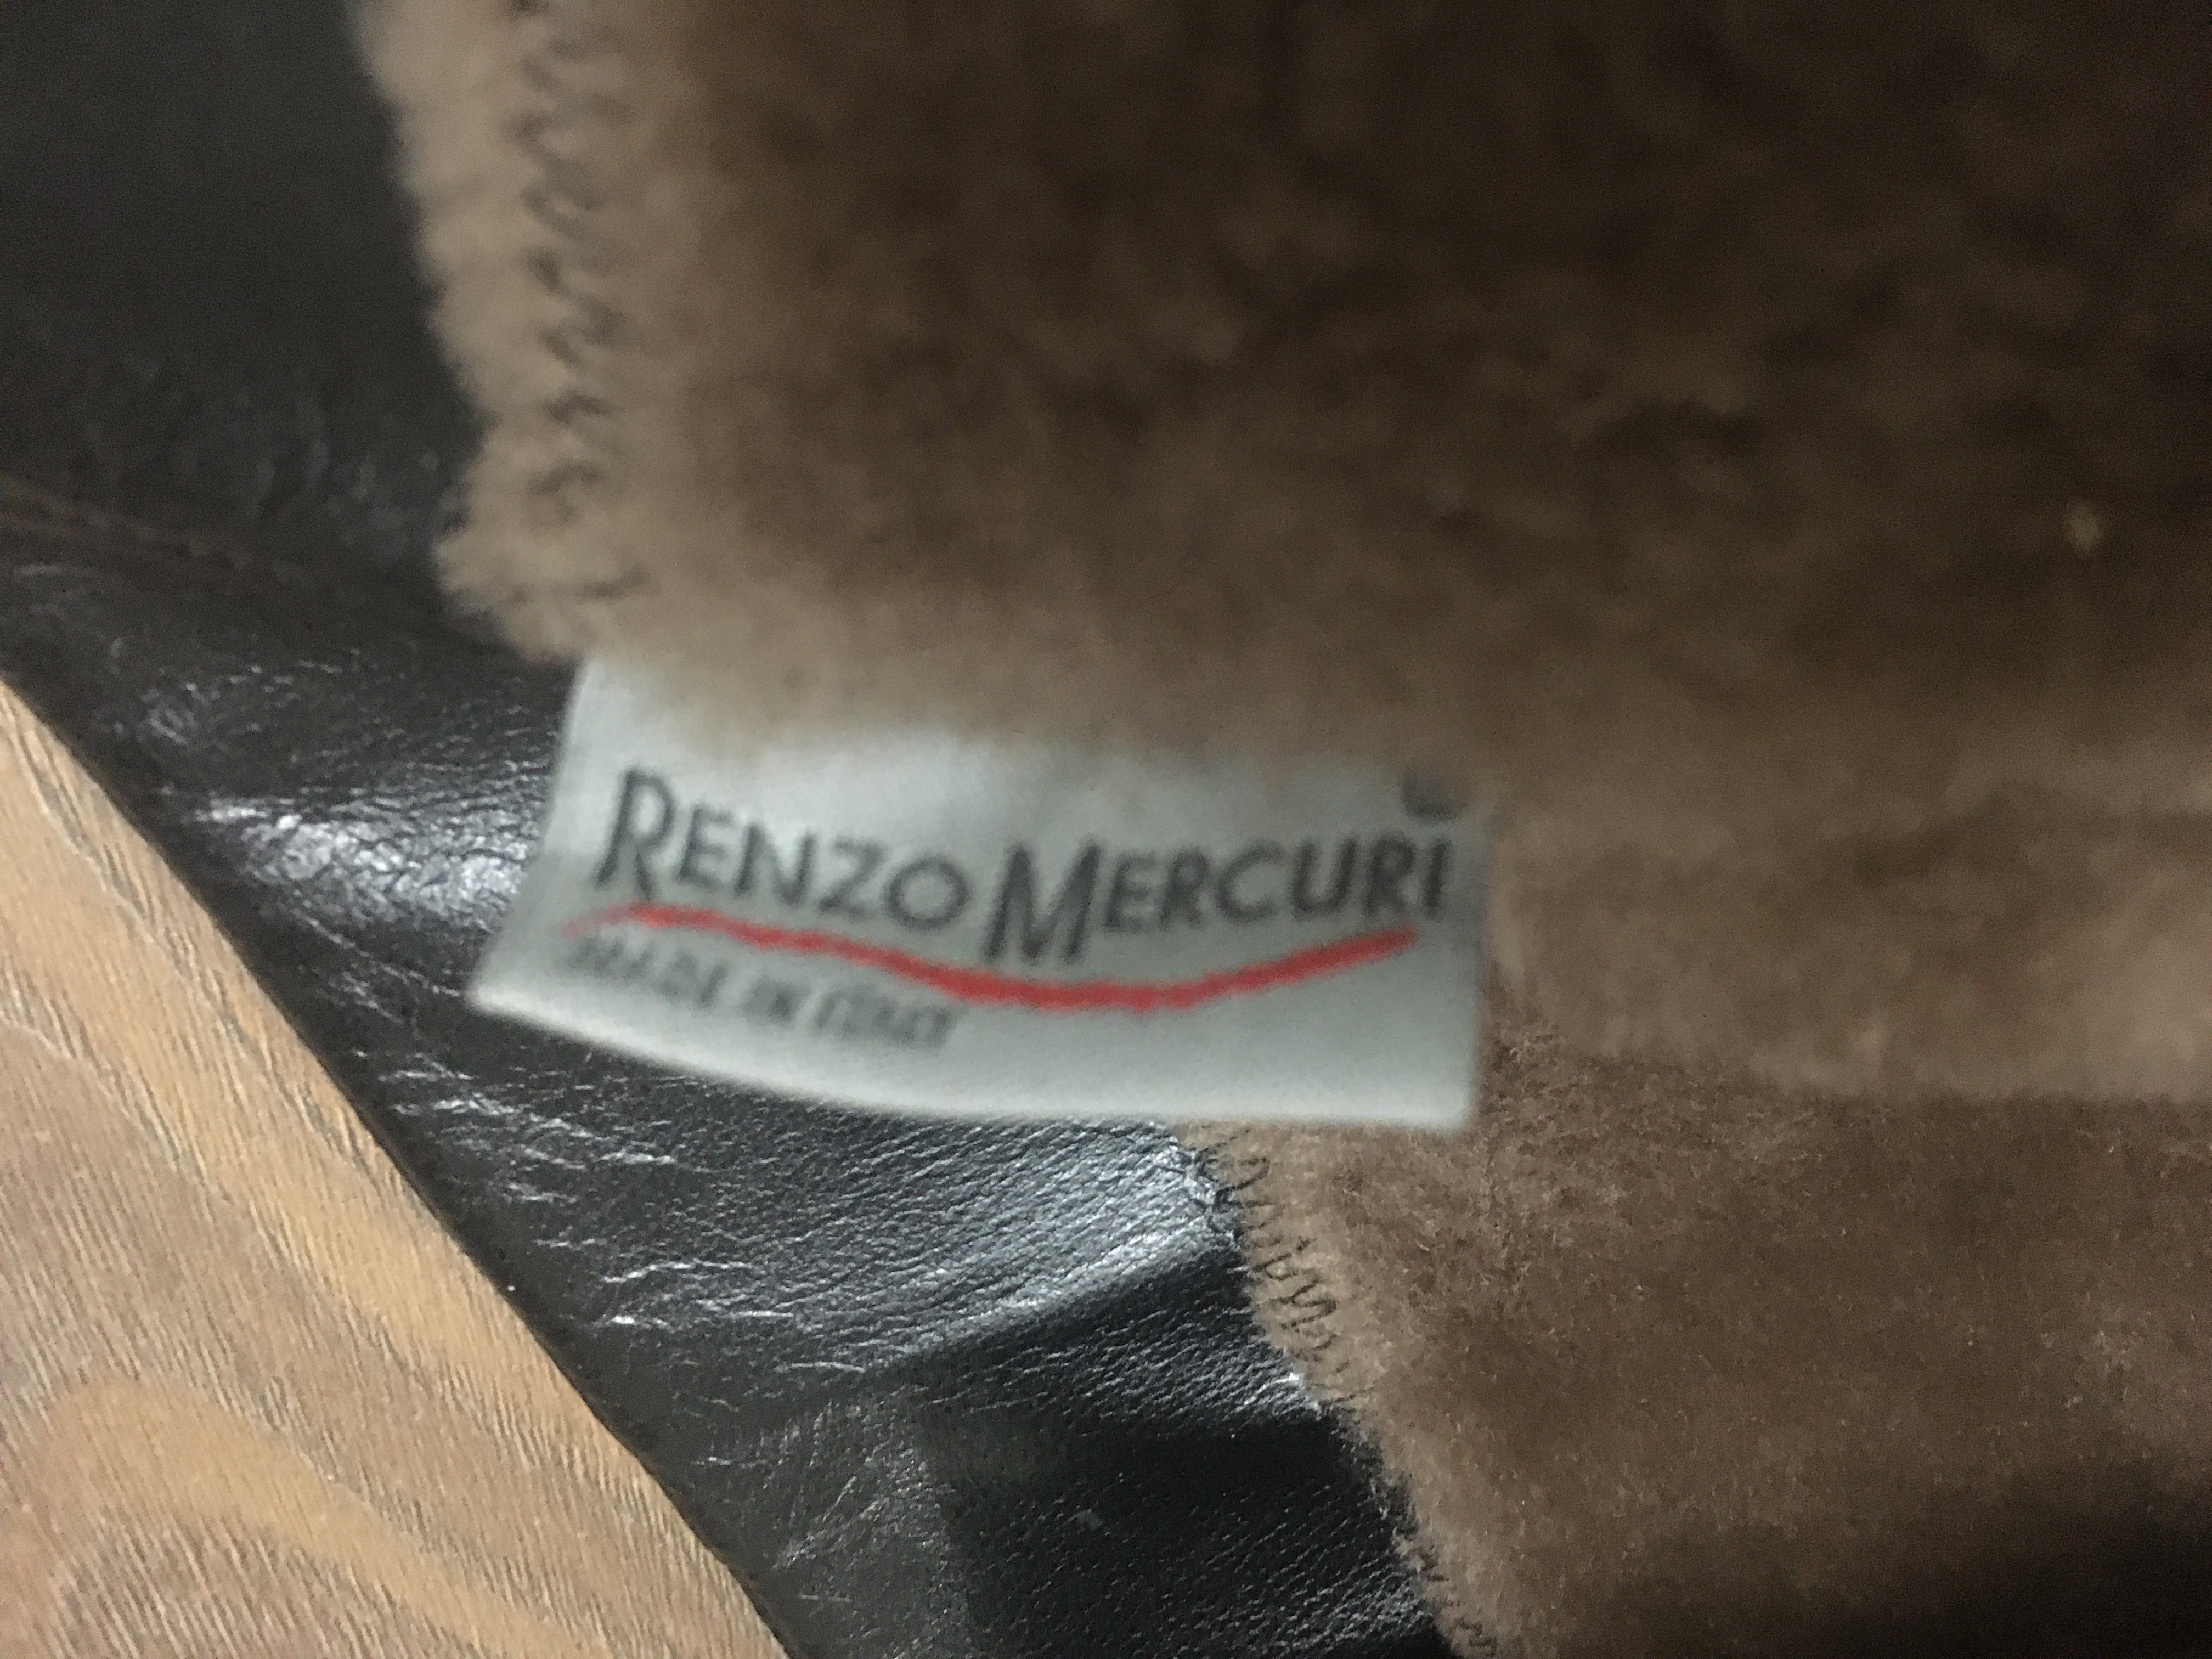 RENZO MERCURI
MADE IN ITALY